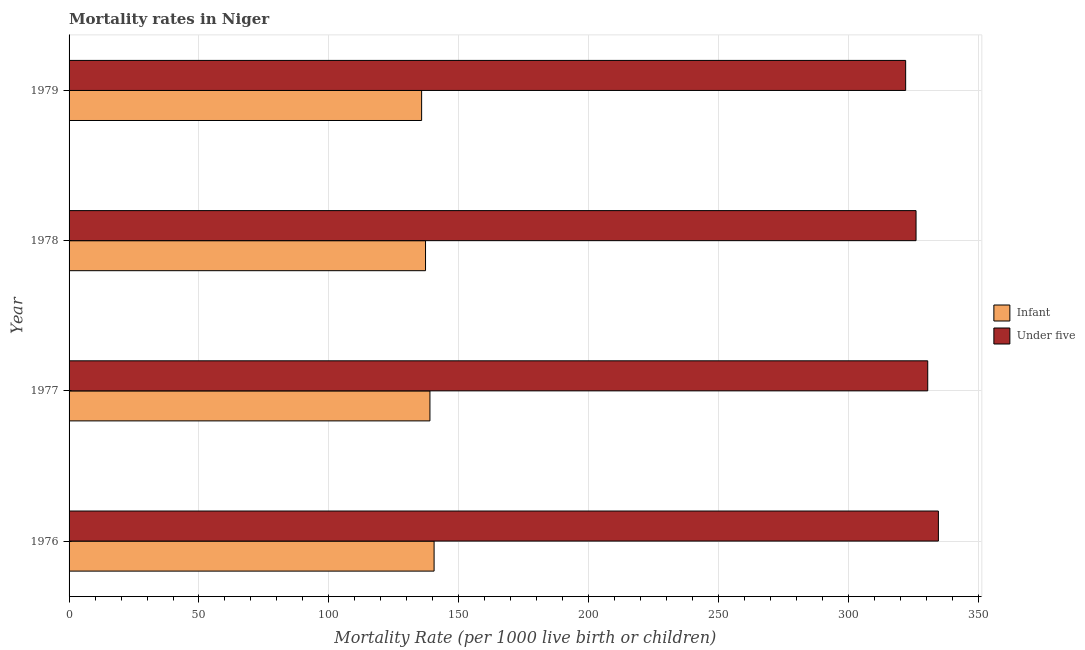 Mortality rates in Niger
1979
1978
1977
1976
Year
0
50
100
150
200
250
300
350
Mortality Rate (per 1000 live birth or children)
Infant
Under five